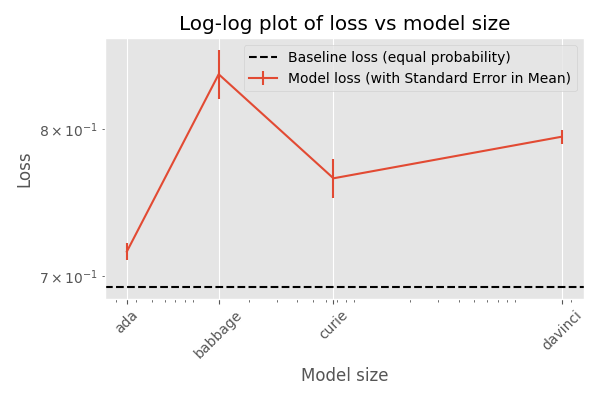 Log-log plot of loss vs model size
Baseline loss (equal probability)
Model loss (with Standard Error in Mean)
8 × 10⁻¹
7 × 10⁻¹
Loss
ada
babbage
curie
davinci
Model size